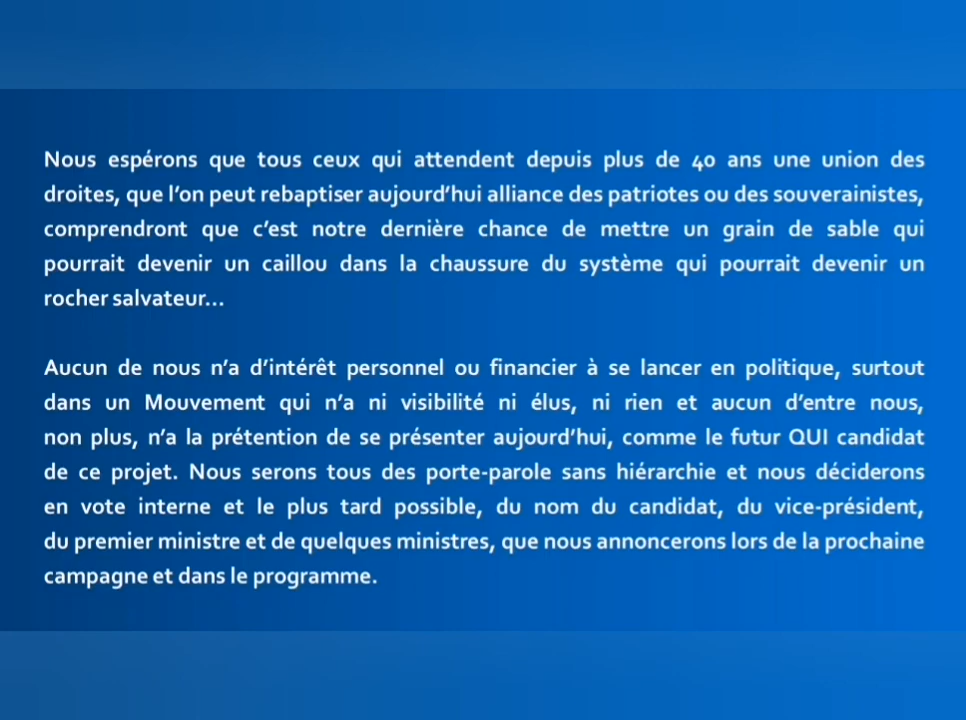 Nous espérons que tous ceux qui attendent depuis plus de 40 ans une union des
droites, que l’on peut rebaptiser aujourd’hui alliance des patriotes ou des souverainistes,
comprendront que c’est notre dernière chance de mettre un grain de sable qui
pourrait devenir un caillou dans la chaussure du système qui pourrait devenir un
rocher salvateur...
Aucun de nous n’a d’intérêt personnel ou financier à se lancer en politique, surtout
dans un Mouvement qui n’a ni visibilité ni élus, ni rien et aucun d’entre nous,
non plus, n’a la prétention de se présenter aujourd’hui, comme le futur QUI candidat
de ce projet. Nous serons tous des porte-parole sans hiérarchie et nous déciderons
en vote interne et le plus tard possible, du nom du candidat, du vice-président,
du premier ministre et de quelques ministres, que nous annoncerons lors de la prochaine
campagne et dans le programme.